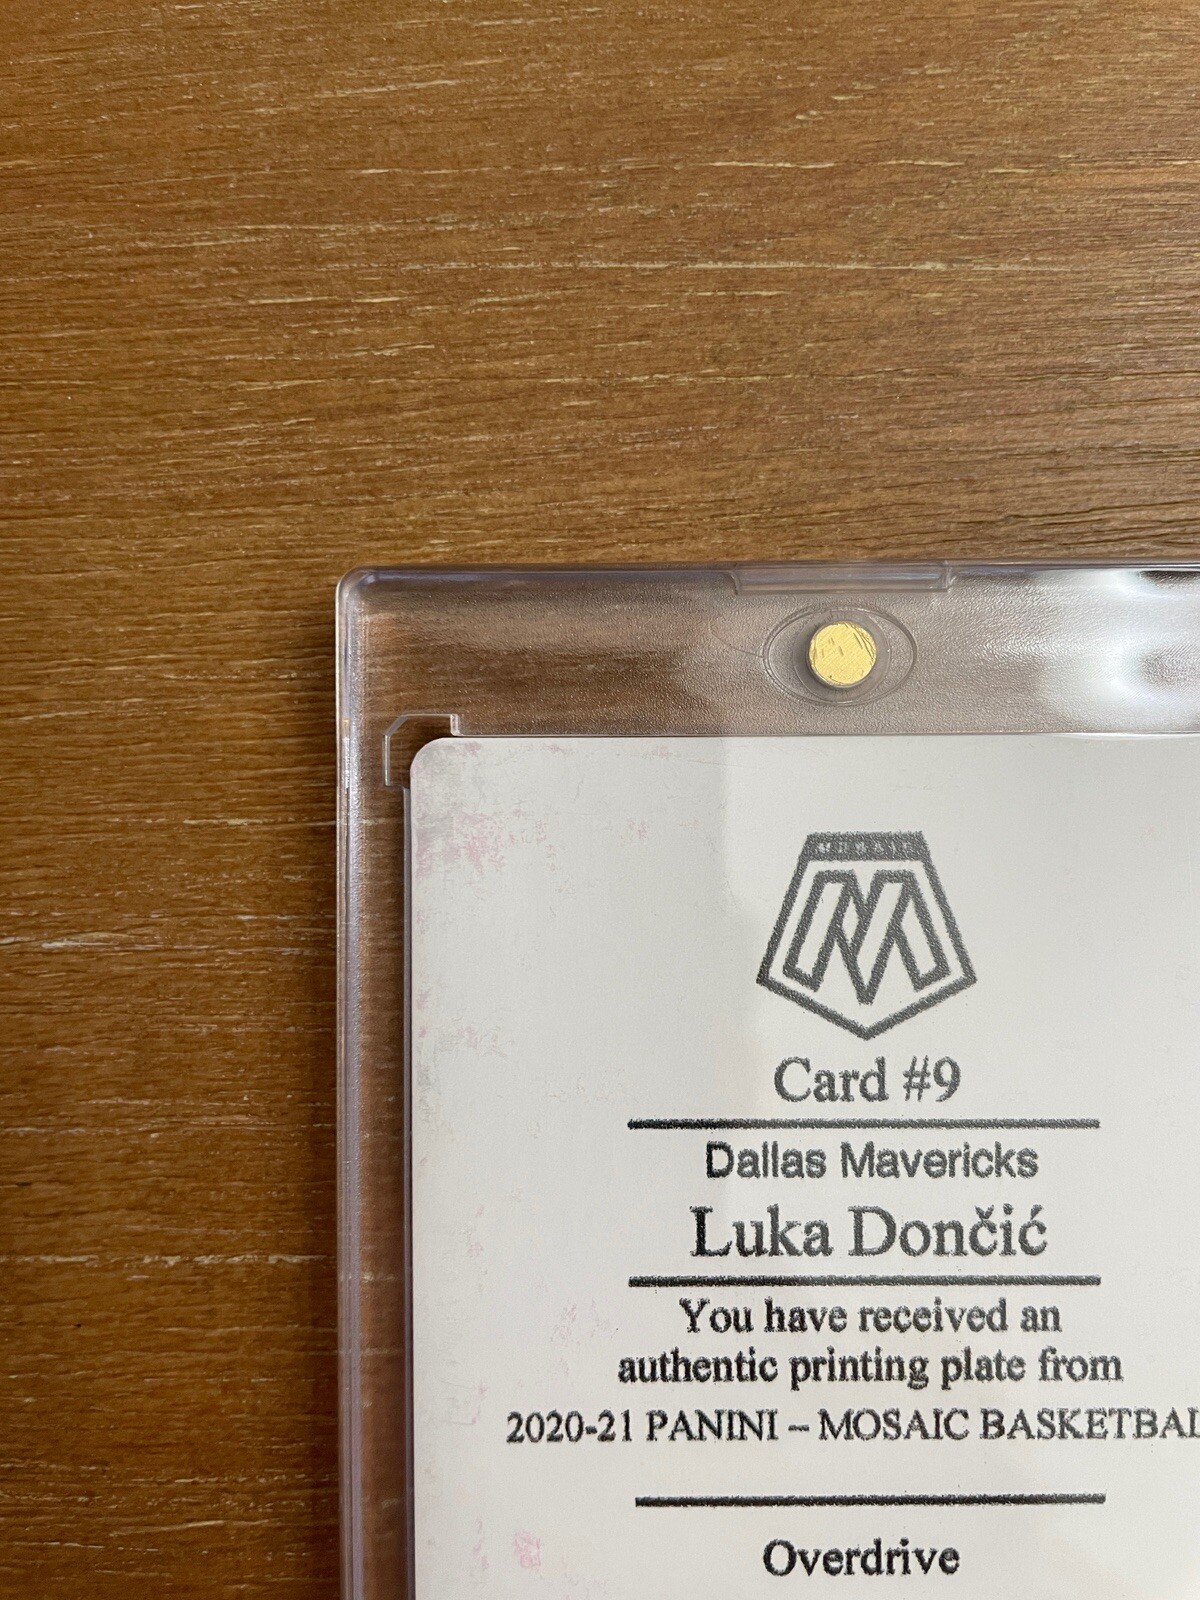 MOSAIC
Card #9
Dallas Mavericks
Luka Dončić
You have received an
authentic printing plate from
2020-21 PANINI – MOSAIC BASKETBAL
Overdrive